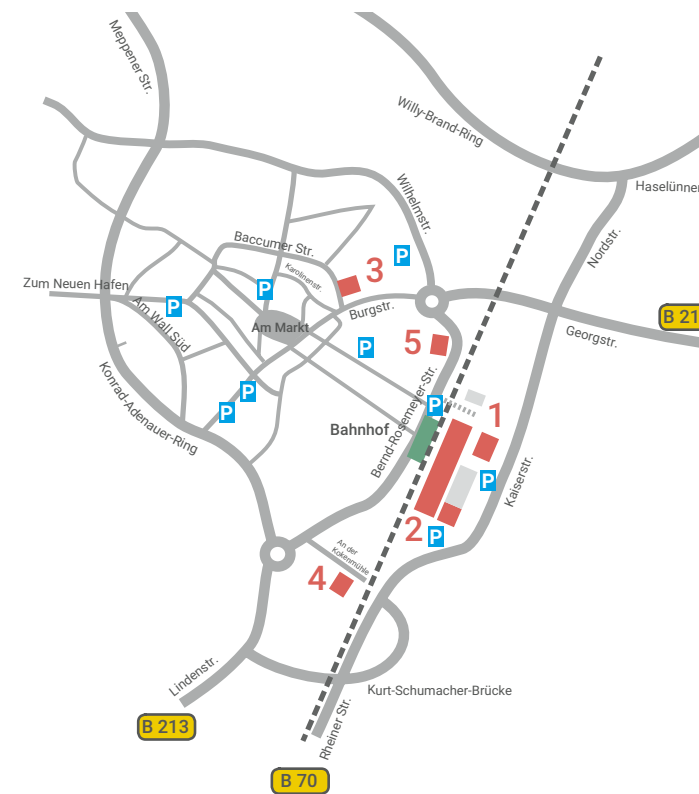 Meppener Str.
Willy-Brand-Ring
Haselünner
Wilhelmstr.
Nordstr.
Baccumer Str.
P
3
Karolinenstr.
Zum Neuen Hafen
P
P
Am Wall Süd
Burgstr.
Am Markt
B 21
Georgstr.
5
P
Konrad-Adenauer-Ring
P
P
P
Bernd-Rosemeyer-Str.
1
Bahnhof
Kaiserstr.
P
2
P
An der
Kokenmühle
4
Lindenstr.
Kurt-Schumacher-Brücke
Rheiner Str.
B 213
B 70